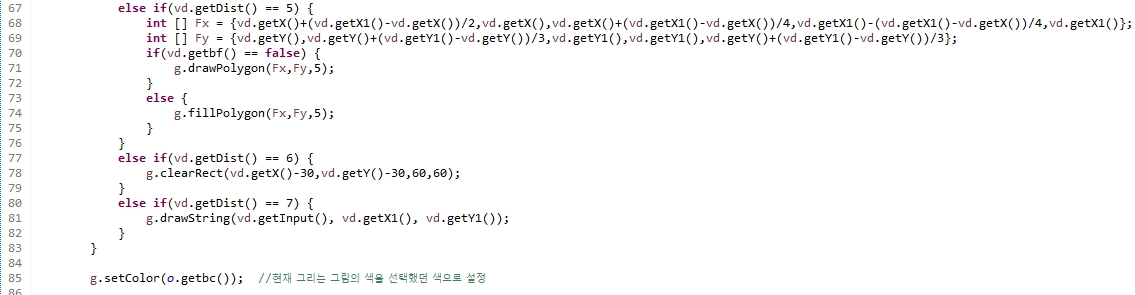 67 else if(vd.getDist() == 5) {
68 int [] Fx = {vd.getX()+(vd.getX1()-vd.getX())/2,vd.getX(),vd.getX()+(vd.getX1()-vd.getX())/4,vd.getX1()-(vd.getX1()-vd.getX())/4,vd.getX1()};
69 int [] Fy = {vd.getY(),vd.getY()+(vd.getY1()-vd.getY())/3,vd.getY1(),vd.getY1(),vd.getY()+(vd.getY1()-vd.getY())/3};
70 if(vd.getbf() == false) {
71 g.drawPolygon(Fx,Fy,5);
72 }
73 else {
74 g.fillPolygon(Fx,Fy,5);
75 }
76 }
77 else if(vd.getDist() == 6) {
78 g.clearRect(vd.getX()-30,vd.getY()-30,60,60);
79 }
80 else if(vd.getDist() == 7) {
81 g.drawString(vd.getInput(), vd.getX1(), vd.getY1());
82 }
83 }
84
85 g.setColor(o.getbc()); //현재 그리는 그림의 색을 선택했던 색으로 설정
86